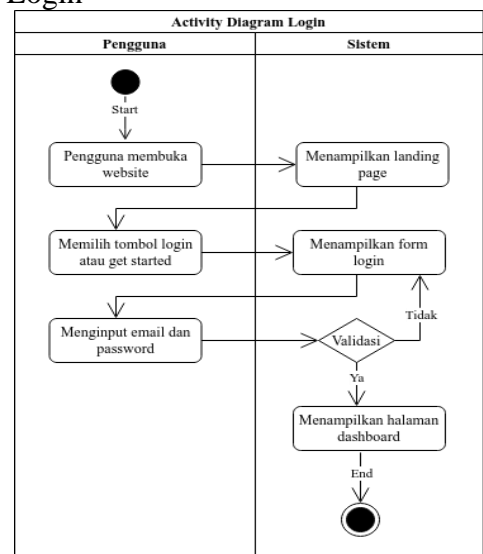 Login
Activity Diagram Login
Pengguna
Sistem
Start
Pengguna membuka
website
Menampilkan landing
page
Memilih tombol login
atau get started
Menampilkan form
login
Menginput email dan
password
Validasi
Tidak
Ya
Menampilkan halaman
dashboard
End